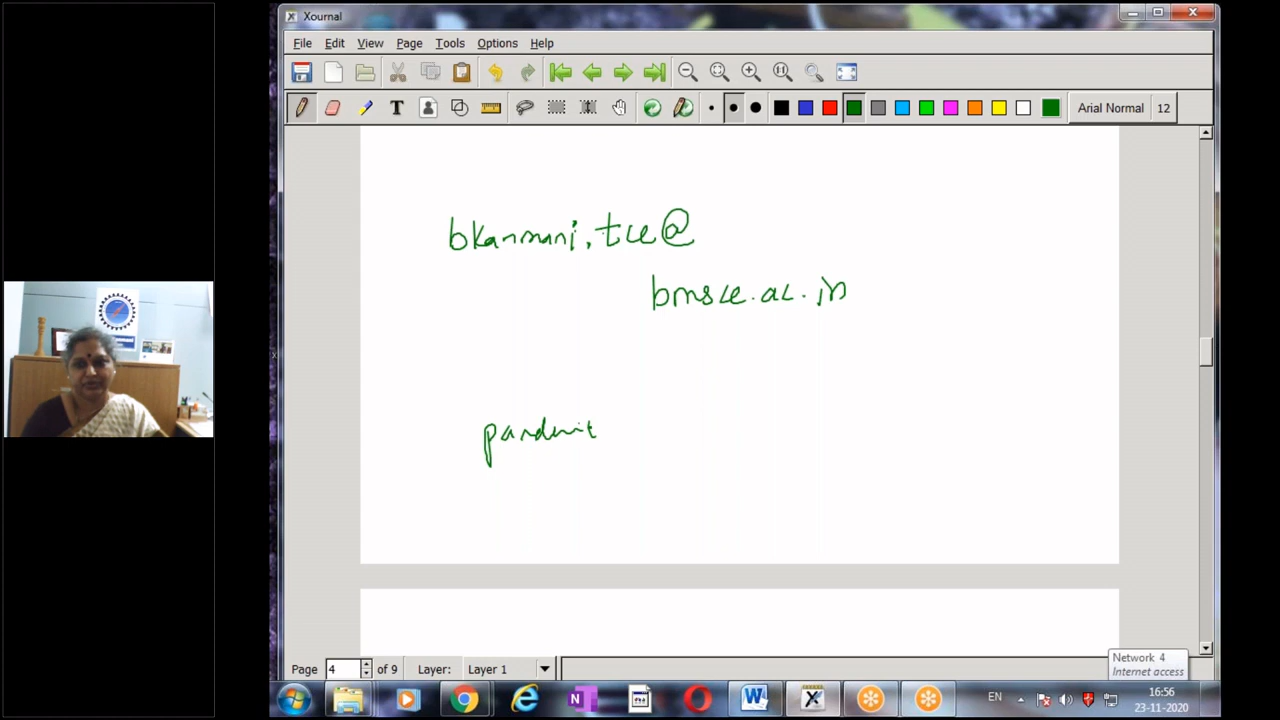 Xournal
File Edit View Page Tools Options Help
Arial Normal 12
bkanmani.tce@
bmsce.ac.in
Page 4 of 9 Layer: Layer 1
Network 4
Internet access
EN 16:56
23-11-2020